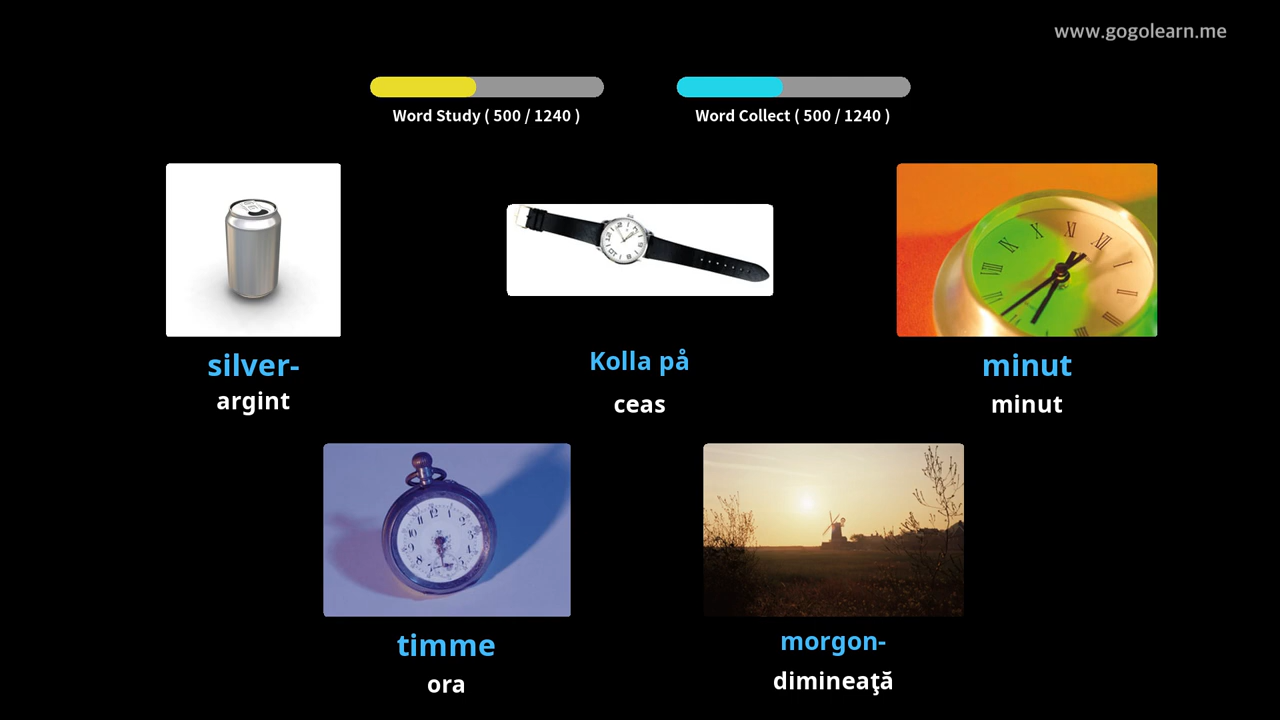 www.gogolearn.me
Word Study ( 500 / 1240 )
Word Collect ( 500 / 1240 )
silver-
argint
Kolla på
ceas
minut
minut
timme
ora
morgon-
dimineaţă